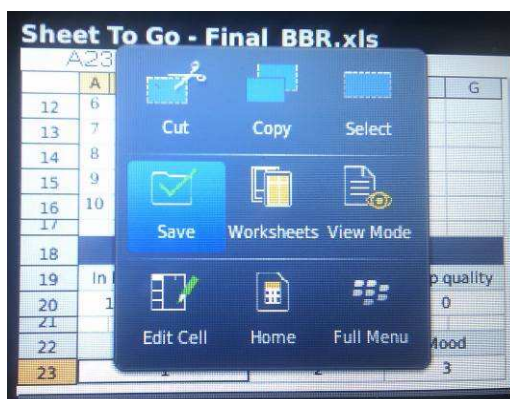 Sheet To Go - Final_BBR.xls
A23
A G
12 6
13 7
14 8
15 9
16 10
17
18
19 In p quality
20 1 0
21
22 Mood
23 1 2 3
Cut Copy Select
Save Worksheets View Mode
Edit Cell Home Full Menu